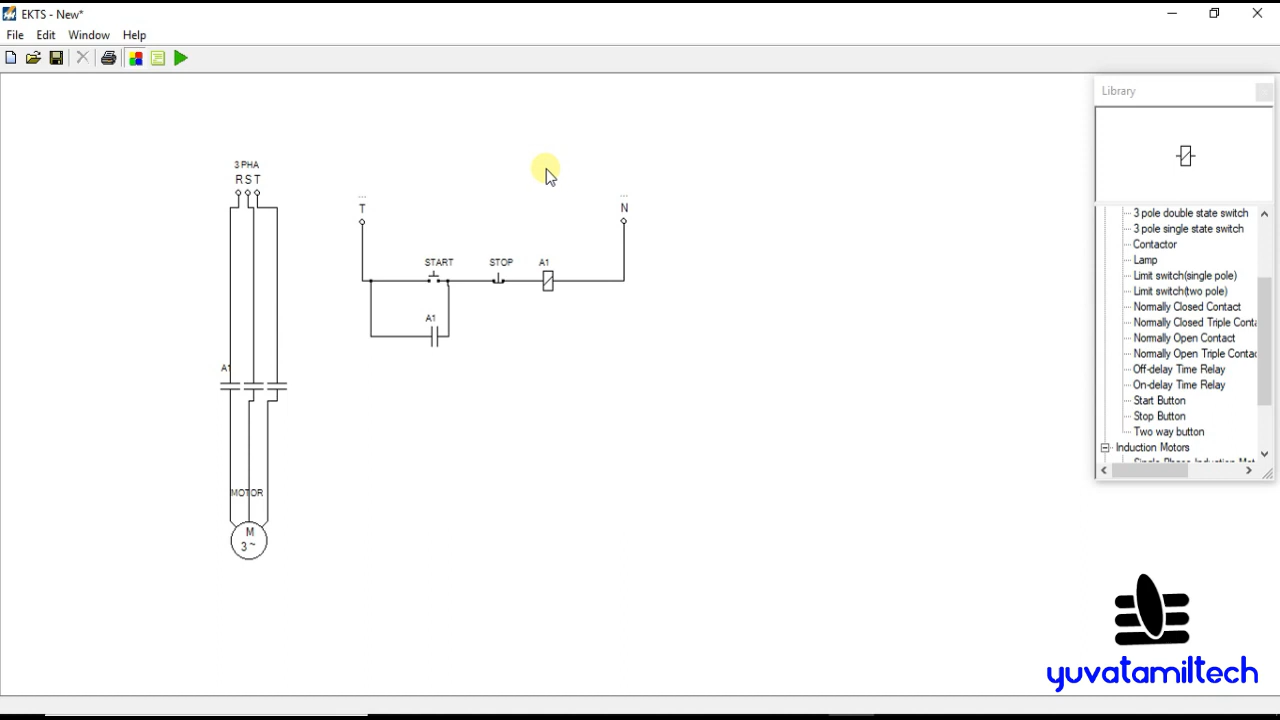 EKTS - New*
File Edit Window Help
Library
3 PHA
R S T
...
T
...
N
START
STOP
A1
A1
A1
MOTOR
M
3 ~
3 pole double state switch
3 pole single state switch
Contactor
Lamp
Limit switch(single pole)
Limit switch(two pole)
Normally Closed Contact
Normally Closed Triple Conta
Normally Open Contact
Normally Open Triple Contac
Off-delay Time Relay
On-delay Time Relay
Start Button
Stop Button
Two way button
Induction Motors
yuvatamiltech